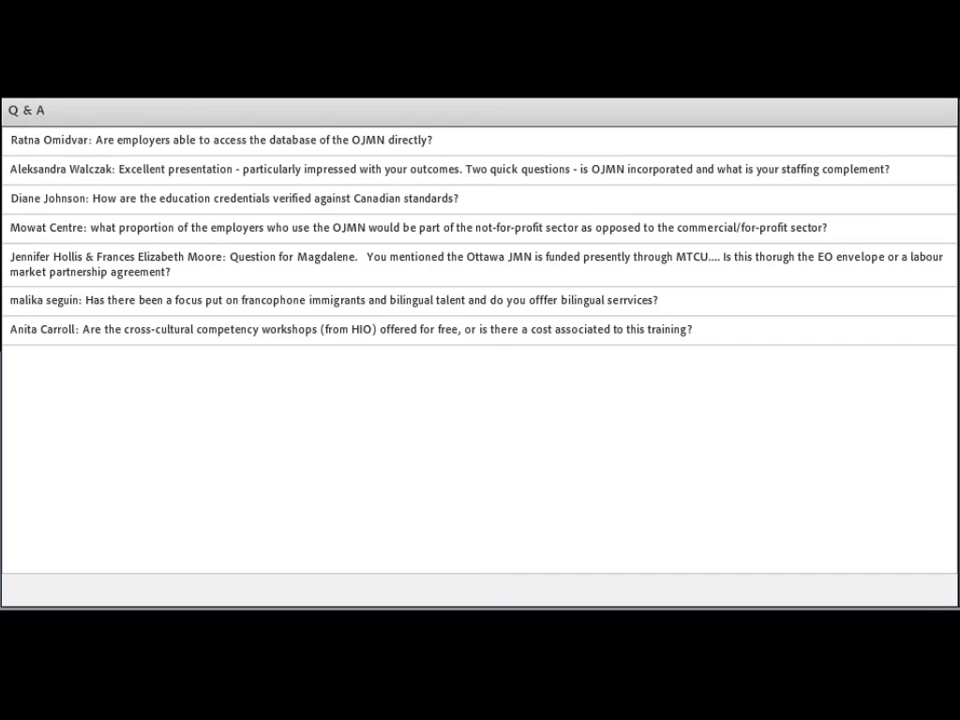 Q & A
Ratna Omidvar: Are employers able to access the database of the OJMN directly?
Aleksandra Walczak: Excellent presentation - particularly impressed with your outcomes. Two quick questions - is OJMN incorporated and what is your staffing complement?
Diane Johnson: How are the education credentials verified against Canadian standards?
Mowat Centre: what proportion of the employers who use the OJMN would be part of the not-for-profit sector as opposed to the commercial/for-profit sector?
Jennifer Hollis & Frances Elizabeth Moore: Question for Magdalene.   You mentioned the Ottawa JMN is funded presently through MTCU.... Is this thorugh the EO envelope or a labour
market partnership agreement?
malika seguin: Has there been a focus put on francophone immigrants and bilingual talent and do you offfer bilingual serrvices?
Anita Carroll: Are the cross-cultural competency workshops (from HIO) offered for free, or is there a cost associated to this training?